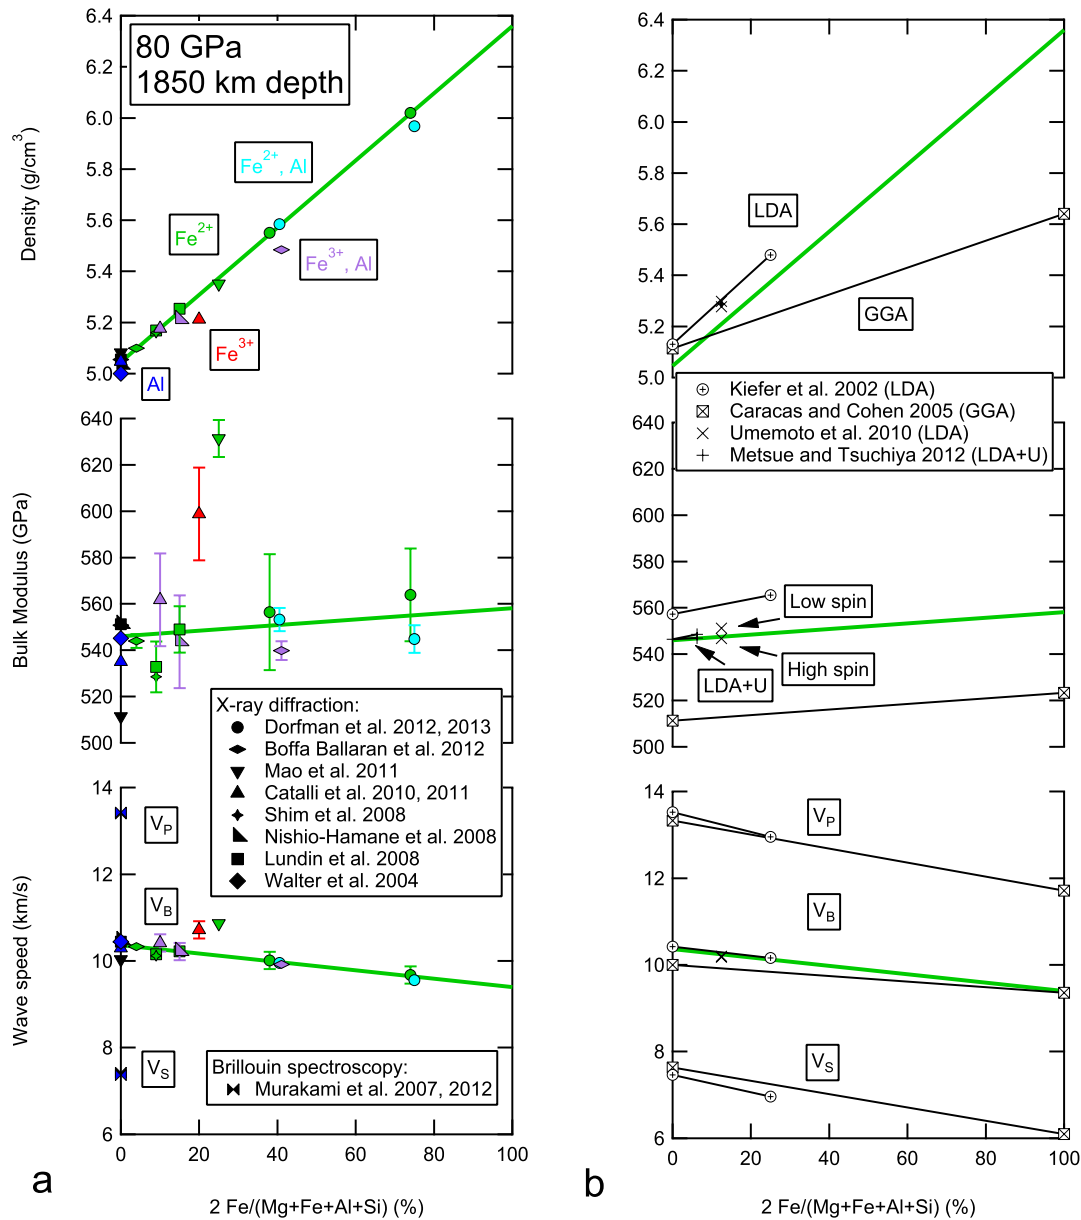 80 GPa
1850 km depth
Density (g/cm3)
6.4
6.2
6.0
5.8
5.6
5.4
5.2
5.0
Fe2+, Al
Fe2+
Fe3+, Al
Fe3+
Al
Bulk Modulus (GPa)
640
620
600
580
560
540
520
500
X-ray diffraction:
Dorfman et al. 2012, 2013
Boffa Ballaran et al. 2012
Mao et al. 2011
Catalli et al. 2010, 2011
Shim et al. 2008
Nishio-Hamane et al. 2008
Lundin et al. 2008
Walter et al. 2004
Wave speed (km/s)
14
12
10
8
6
VP
VB
VS
Brillouin spectroscopy:
Murakami et al. 2007, 2012
0 20 40 60 80 100
a
2 Fe/(Mg+Fe+Al+Si) (%)
6.4
6.2
6.0
5.8
5.6
5.4
5.2
5.0
LDA
GGA
Kiefer et al. 2002 (LDA)
Caracas and Cohen 2005 (GGA)
Umemoto et al. 2010 (LDA)
Metsue and Tsuchiya 2012 (LDA+U)
640
620
600
580
560
540
520
500
Low spin
High spin
LDA+U
14
12
10
8
6
VP
VB
VS
0 20 40 60 80 100
b
2 Fe/(Mg+Fe+Al+Si) (%)